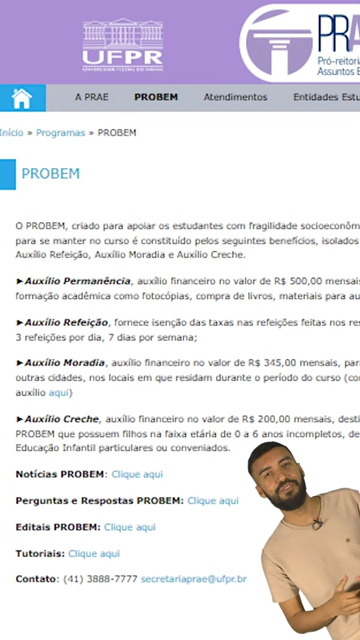 UFPR
UNIVERSIDADE FEDERAL DO PARANÁ
PRA
Pró-reitori
Assuntos E
A PRAE PROBEM Atendimentos Entidades Estu
Início » Programas » PROBEM
PROBEM
O PROBEM, criado para apoiar os estudantes com fragilidade socioeconôm
para se manter no curso é constituído pelos seguintes benefícios, isolados
Auxílio Refeição, Auxílio Moradia e Auxílio Creche.
►Auxílio Permanência, auxílio financeiro no valor de R$ 500,00 mensais
formação acadêmica como fotocópias, compra de livros, materiais para au
►Auxílio Refeição, fornece isenção das taxas nas refeições feitas nos res
3 refeições por dia, 7 dias por semana;
►Auxílio Moradia, auxílio financeiro no valor de R$ 345,00 mensais, par
outras cidades, nos locais em que residam durante o período do curso (co
auxílio aqui)
►Auxílio Creche, auxílio financeiro no valor de R$ 200,00 mensais, desti
PROBEM que possuem filhos na faixa etária de 0 a 6 anos incompletos, de
Educação Infantil particulares ou conveniados.
Notícias PROBEM: Clique aqui
Perguntas e Respostas PROBEM: Clique aqui
Editais PROBEM: Clique aqui
Tutoriais: Clique aqui
Contato: (41) 3888-7777 secretariaprae@ufpr.br